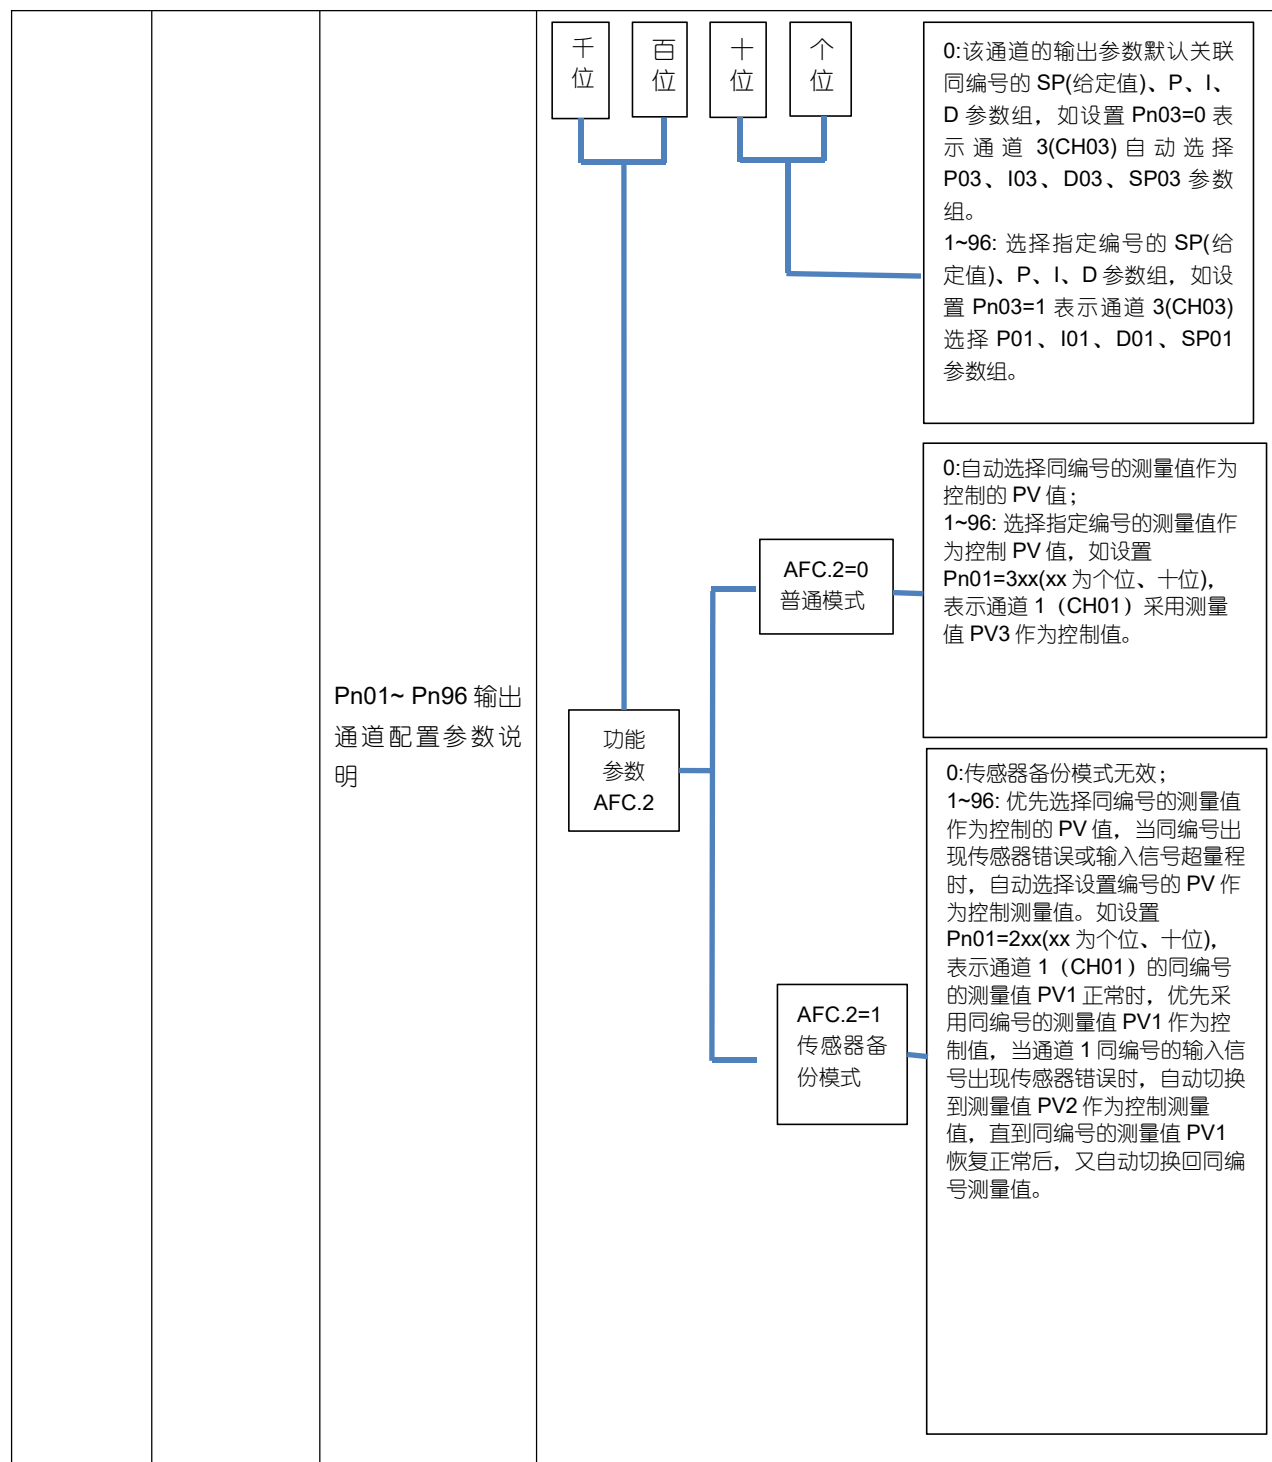 千
位
百
位
十
位
个
位
0:该通道的输出参数默认关联
同编号的 SP(给定值)、P、I、
D 参数组，如设置 Pn03=0 表
示通道 3(CH03)自动选择
P03、I03、D03、SP03 参数
组。
1~96: 选择指定编号的 SP(给
定值)、P、I、D 参数组，如设
置 Pn03=1 表示通道 3(CH03)
选择 P01、I01、D01、SP01
参数组。
0:自动选择同编号的测量值作为
控制的 PV 值；
1~96: 选择指定编号的测量值作
为控制 PV 值，如设置
Pn01=3xx(xx 为个位、十位)，
表示通道 1（CH01）采用测量
值 PV3 作为控制值。
AFC.2=0
普通模式
Pn01~ Pn96 输出
通道配置参数说
明
功能
参数
AFC.2
0:传感器备份模式无效；
1~96: 优先选择同编号的测量值
作为控制的 PV 值，当同编号出
现传感器错误或输入信号超量程
时，自动选择设置编号的 PV 作
为控制测量值。如设置
Pn01=2xx(xx 为个位、十位)，
表示通道 1（CH01）的同编号
的测量值 PV1 正常时，优先采
用同编号的测量值 PV1 作为控
制值，当通道 1 同编号的输入信
号出现传感器错误时，自动切换
到测量值 PV2 作为控制测量
值，直到同编号的测量值 PV1
恢复正常后，又自动切换回同编
号测量值。
AFC.2=1
传感器备
份模式